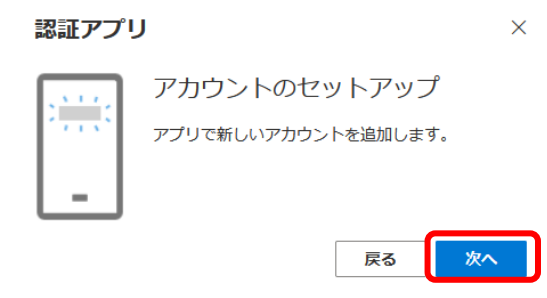 認証アプリ
アカウントのセットアップ
アプリで新しいアカウントを追加します。
戻る
次へ